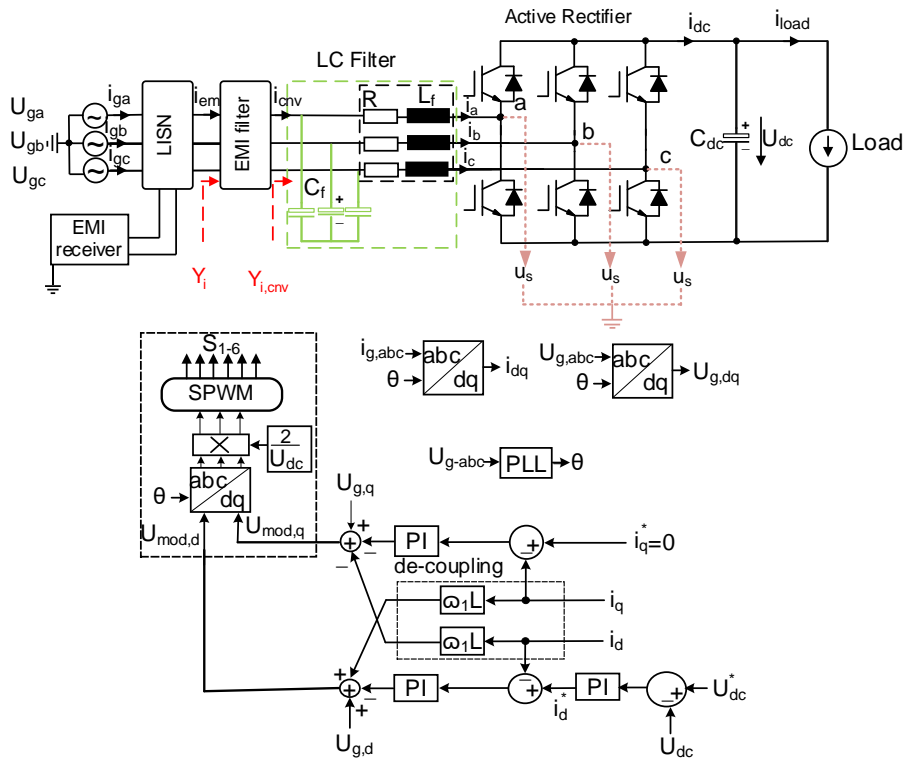 Active Rectifier
LC Filter
i_dc
i_load
U_ga
U_gb
U_gc
i_ga
i_gb
i_gc
LISN
i_em
EMI filter
i_cnv
R
L_f
i_a
i_b
i_c
a
b
c
C_f
+
−
C_dc
+
−
U_dc
Load
EMI receiver
Y_i
Y_i,cnv
u_s
u_s
u_s
S_1-6
SPWM
×
2/U_dc
θ
abc
dq
U_mod,d
U_mod,q
i_g,abc
θ
abc
dq
i_dq
U_g,abc
θ
abc
dq
U_g,dq
U_g-abc
PLL
θ
U_g,q
+
−
−
+
PI
−
+
i_q^*=0
de-coupling
ω_1L
i_q
ω_1L
i_d
+
+
−
+
PI
−
+
i_d^*
PI
−
+
U_dc^*
U_g,d
U_dc